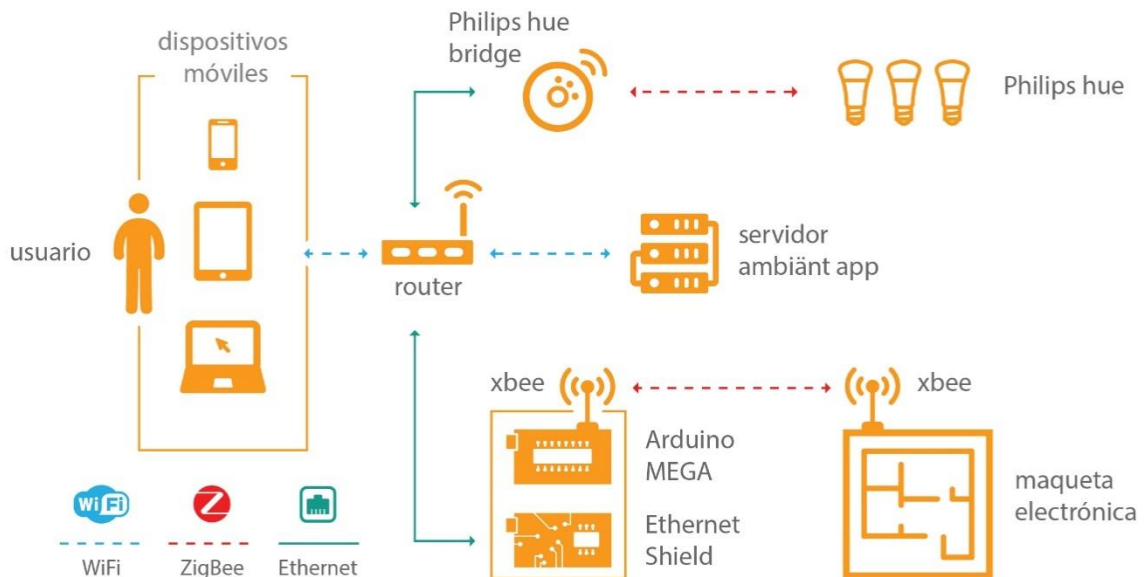 dispositivos
móviles
usuario
Philips hue
bridge
Philips hue
router
servidor
ambiänt app
xbee
xbee
Arduino
MEGA
Ethernet
Shield
maqueta
electrónica
WiFi
Z
WiFi
ZigBee
Ethernet